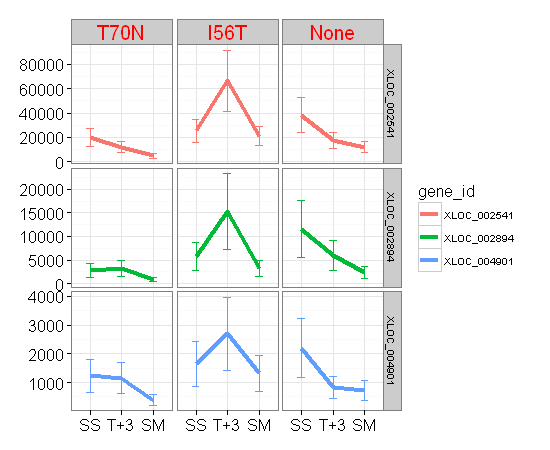 T70N I56T None
80000
60000
40000
20000
0
XLOC_002541
20000
15000
10000
5000
0
XLOC_002894
4000
3000
2000
1000
XLOC_004901
SS T+3 SM SS T+3 SM SS T+3 SM
gene_id
XLOC_002541
XLOC_002894
XLOC_004901